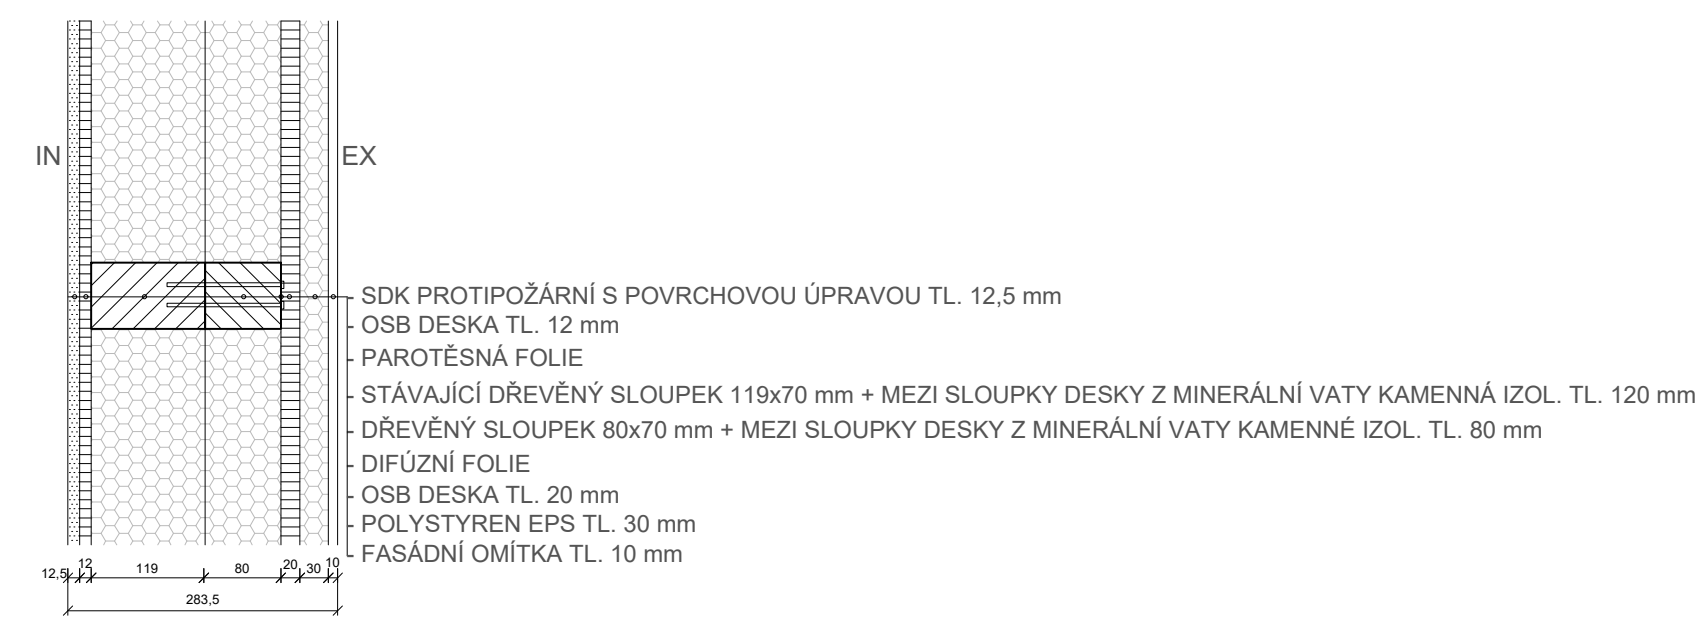 IN
EX
SDK PROTIPOŽÁRNÍ S POVRCHOVOU ÚPRAVOU TL. 12,5 mm
OSB DESKA TL. 12 mm
PAROTĚSNÁ FOLIE
STÁVAJÍCÍ DŘEVĚNÝ SLOUPEK 119x70 mm + MEZI SLOUPKY DESKY Z MINERÁLNÍ VATY KAMENNÁ IZOL. TL. 120 mm
DŘEVĚNÝ SLOUPEK 80x70 mm + MEZI SLOUPKY DESKY Z MINERÁLNÍ VATY KAMENNÉ IZOL. TL. 80 mm
DIFÚZNÍ FOLIE
OSB DESKA TL. 20 mm
POLYSTYREN EPS TL. 30 mm
FASÁDNÍ OMÍTKA TL. 10 mm
12,5 12 119 80 20 30 10
283,5